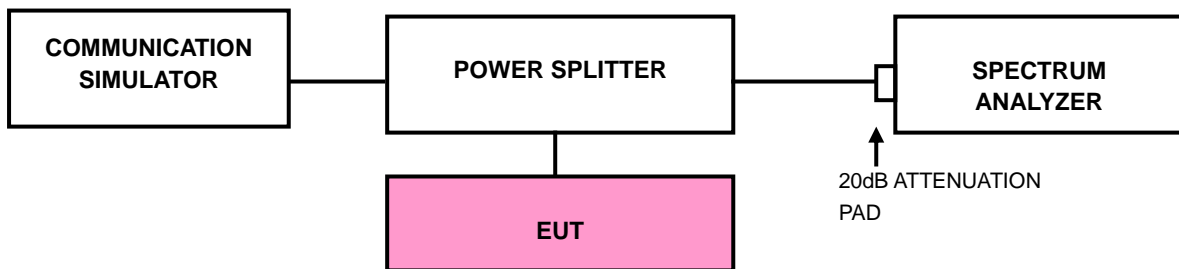 COMMUNICATION
SIMULATOR
POWER SPLITTER
SPECTRUM
ANALYZER
20dB ATTENUATION
PAD
EUT